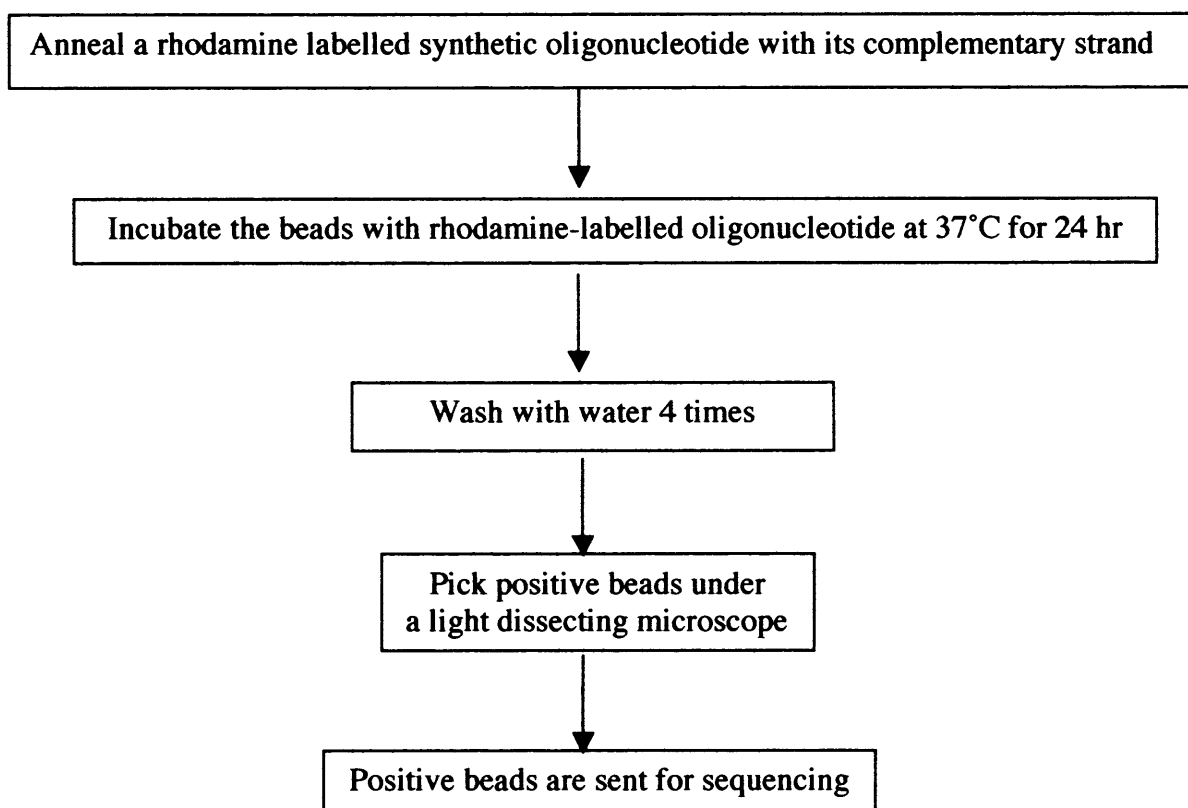 Anneal a rhodamine labelled synthetic oligonucleotide with its complementary strand
Incubate the beads with rhodamine-labelled oligonucleotide at 37°C for 24 hr
Wash with water 4 times
Pick positive beads under
a light dissecting microscope
Positive beads are sent for sequencing